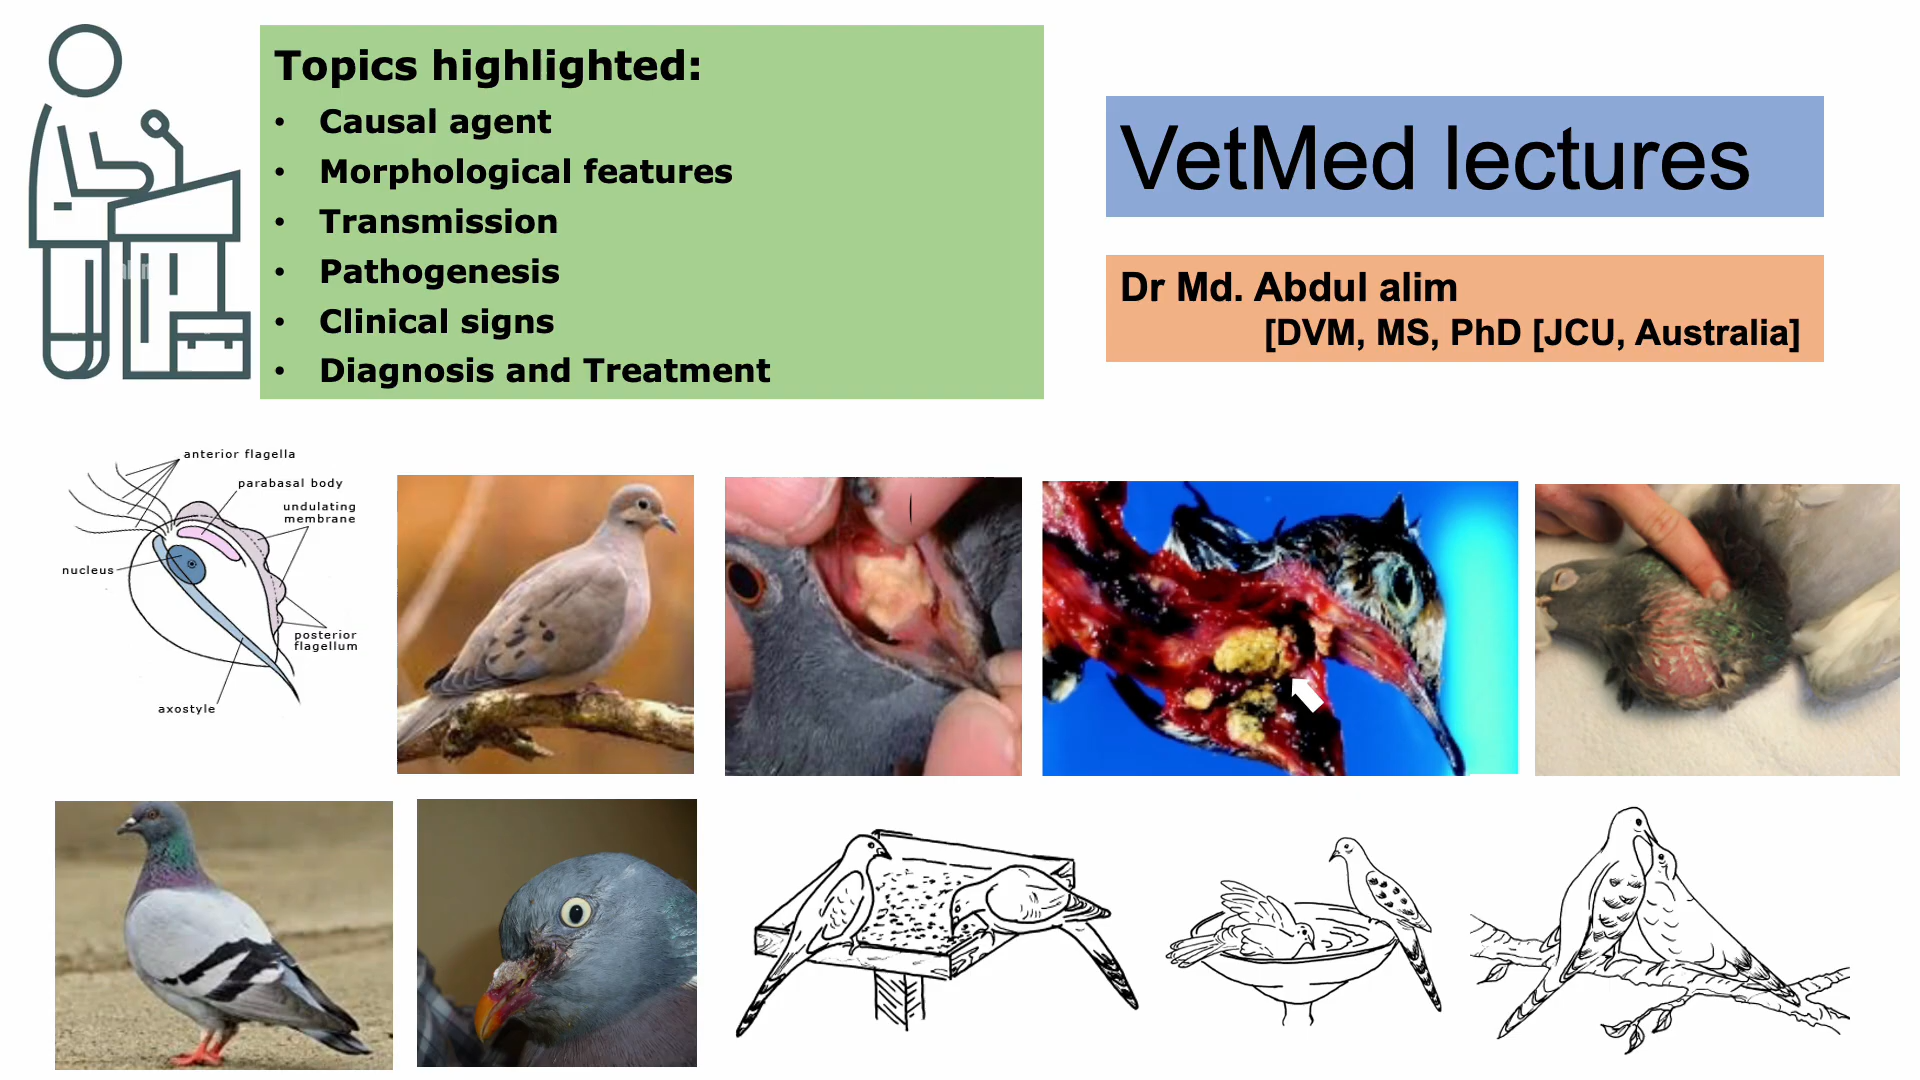 Topics highlighted:
• Causal agent
• Morphological features
• Transmission
• Pathogenesis
• Clinical signs
• Diagnosis and Treatment
VetMed lectures
Dr Md. Abdul alim
[DVM, MS, PhD [JCU, Australia]
anterior flagella
parabasal body
undulating
membrane
nucleus
posterior
flagellum
axostyle